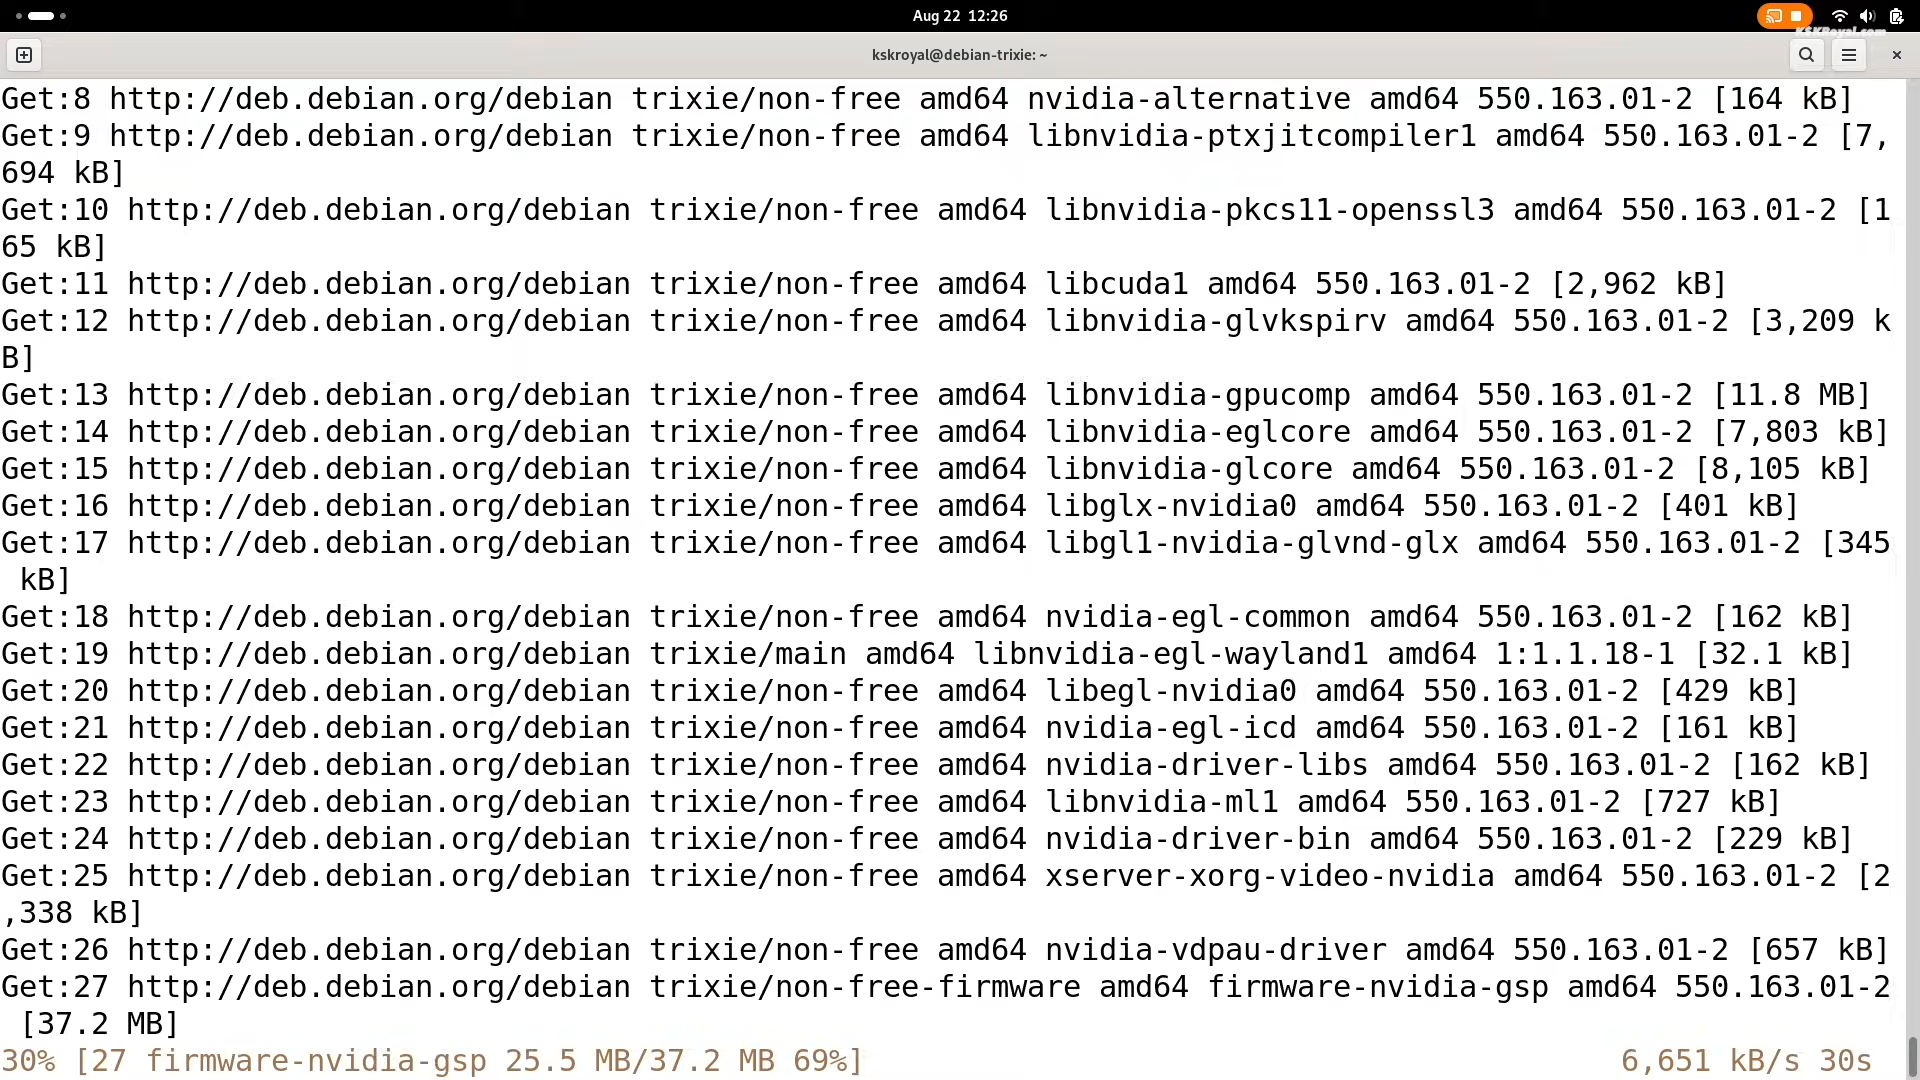 Aug 22 12:26
KSKRoyal.com
kskroyal@debian-trixie: ~
Get:8 http://deb.debian.org/debian trixie/non-free amd64 nvidia-alternative amd64 550.163.01-2 [164 kB]
Get:9 http://deb.debian.org/debian trixie/non-free amd64 libnvidia-ptxjitcompiler1 amd64 550.163.01-2 [7,
694 kB]
Get:10 http://deb.debian.org/debian trixie/non-free amd64 libnvidia-pkcs11-openssl3 amd64 550.163.01-2 [1
65 kB]
Get:11 http://deb.debian.org/debian trixie/non-free amd64 libcuda1 amd64 550.163.01-2 [2,962 kB]
Get:12 http://deb.debian.org/debian trixie/non-free amd64 libnvidia-glvkspirv amd64 550.163.01-2 [3,209 k
B]
Get:13 http://deb.debian.org/debian trixie/non-free amd64 libnvidia-gpucomp amd64 550.163.01-2 [11.8 MB]
Get:14 http://deb.debian.org/debian trixie/non-free amd64 libnvidia-eglcore amd64 550.163.01-2 [7,803 kB]
Get:15 http://deb.debian.org/debian trixie/non-free amd64 libnvidia-glcore amd64 550.163.01-2 [8,105 kB]
Get:16 http://deb.debian.org/debian trixie/non-free amd64 libglx-nvidia0 amd64 550.163.01-2 [401 kB]
Get:17 http://deb.debian.org/debian trixie/non-free amd64 libgl1-nvidia-glvnd-glx amd64 550.163.01-2 [345
 kB]
Get:18 http://deb.debian.org/debian trixie/non-free amd64 nvidia-egl-common amd64 550.163.01-2 [162 kB]
Get:19 http://deb.debian.org/debian trixie/main amd64 libnvidia-egl-wayland1 amd64 1:1.1.18-1 [32.1 kB]
Get:20 http://deb.debian.org/debian trixie/non-free amd64 libegl-nvidia0 amd64 550.163.01-2 [429 kB]
Get:21 http://deb.debian.org/debian trixie/non-free amd64 nvidia-egl-icd amd64 550.163.01-2 [161 kB]
Get:22 http://deb.debian.org/debian trixie/non-free amd64 nvidia-driver-libs amd64 550.163.01-2 [162 kB]
Get:23 http://deb.debian.org/debian trixie/non-free amd64 libnvidia-ml1 amd64 550.163.01-2 [727 kB]
Get:24 http://deb.debian.org/debian trixie/non-free amd64 nvidia-driver-bin amd64 550.163.01-2 [229 kB]
Get:25 http://deb.debian.org/debian trixie/non-free amd64 xserver-xorg-video-nvidia amd64 550.163.01-2 [2
,338 kB]
Get:26 http://deb.debian.org/debian trixie/non-free amd64 nvidia-vdpau-driver amd64 550.163.01-2 [657 kB]
Get:27 http://deb.debian.org/debian trixie/non-free-firmware amd64 firmware-nvidia-gsp amd64 550.163.01-2
 [37.2 MB]
30% [27 firmware-nvidia-gsp 25.5 MB/37.2 MB 69%] 6,651 kB/s 30s